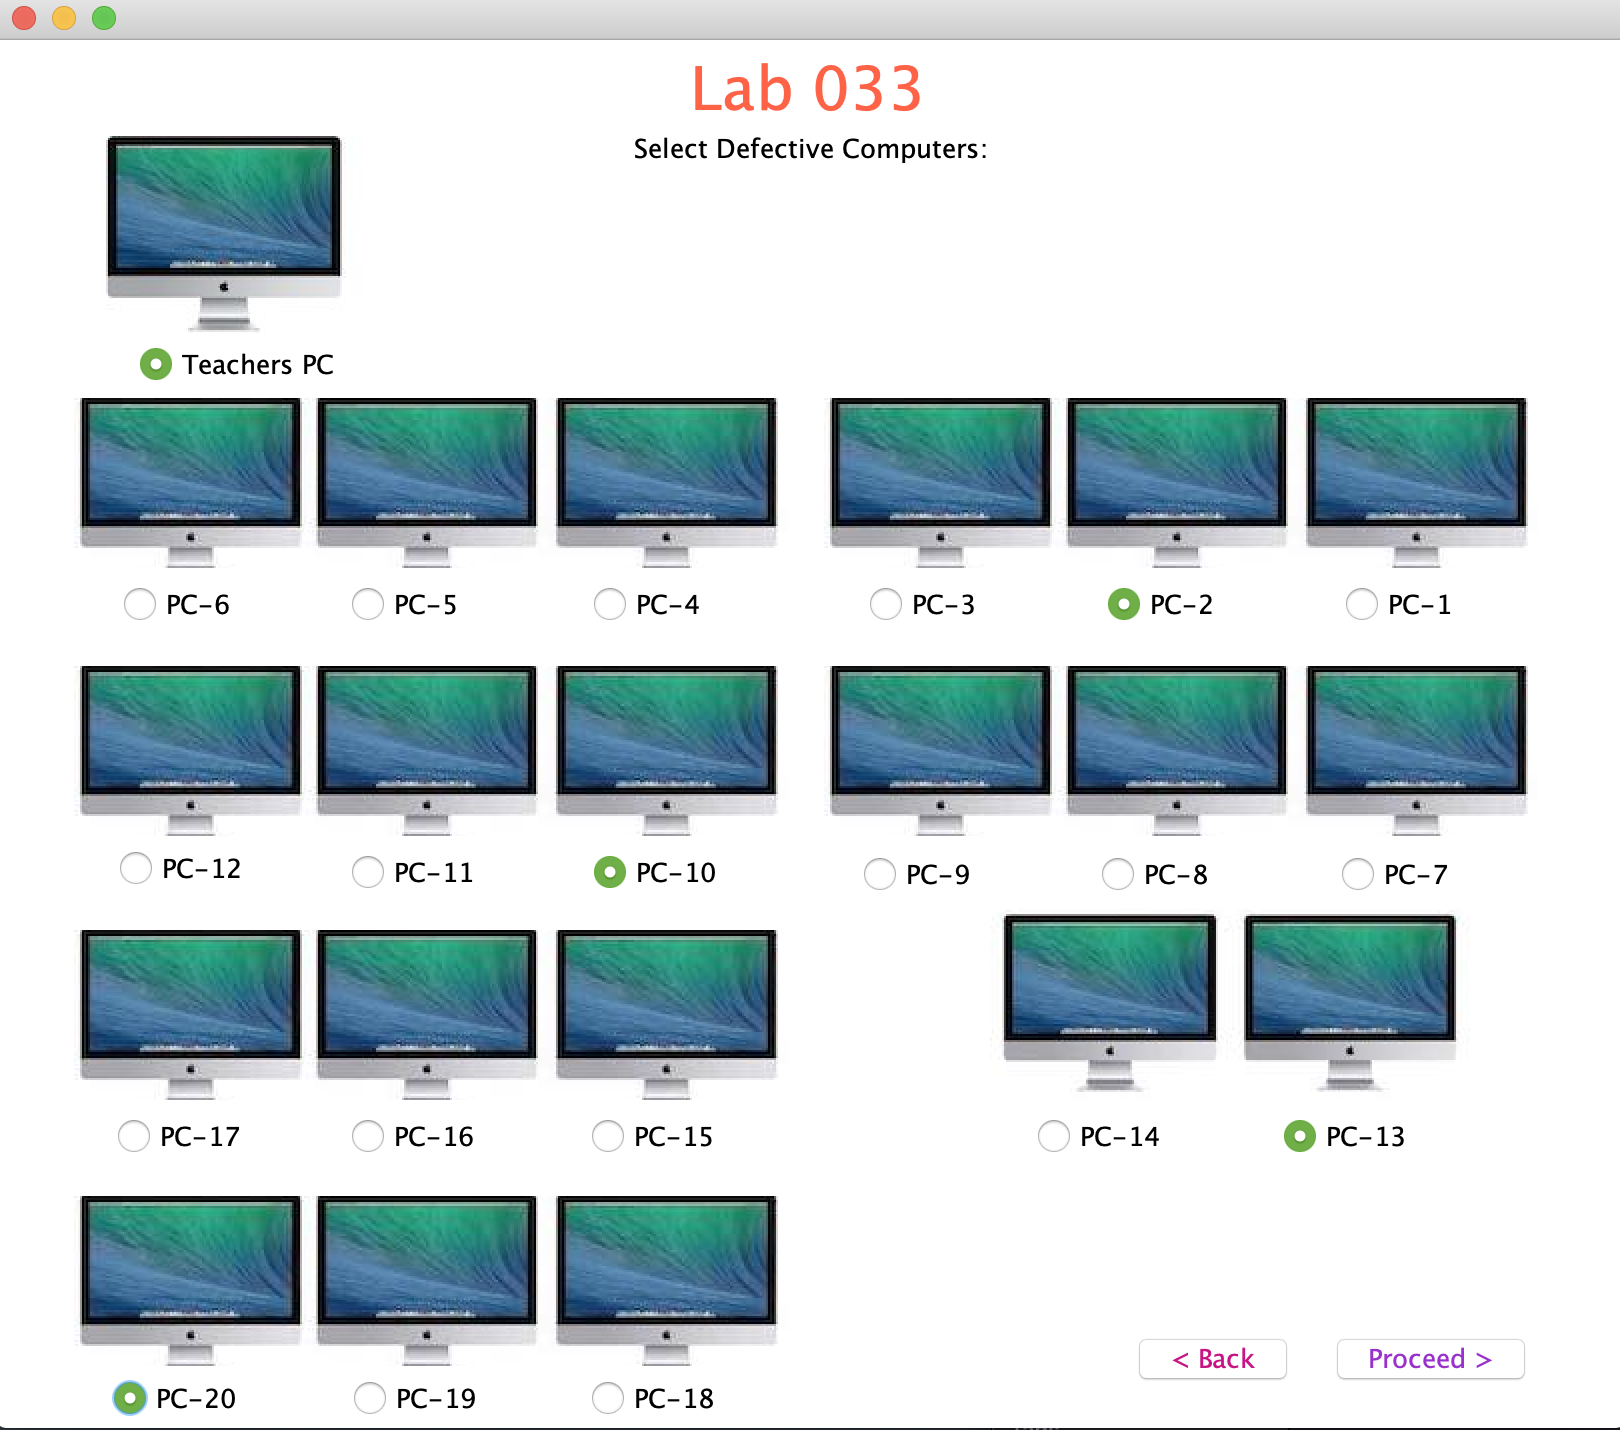 Lab 033
Select Defective Computers:
Teachers PC
PC-6 PC-5 PC-4 PC-3 PC-2 PC-1
PC-12 PC-11 PC-10 PC-9 PC-8 PC-7
PC-17 PC-16 PC-15 PC-14 PC-13
< Back Proceed >
PC-20 PC-19 PC-18